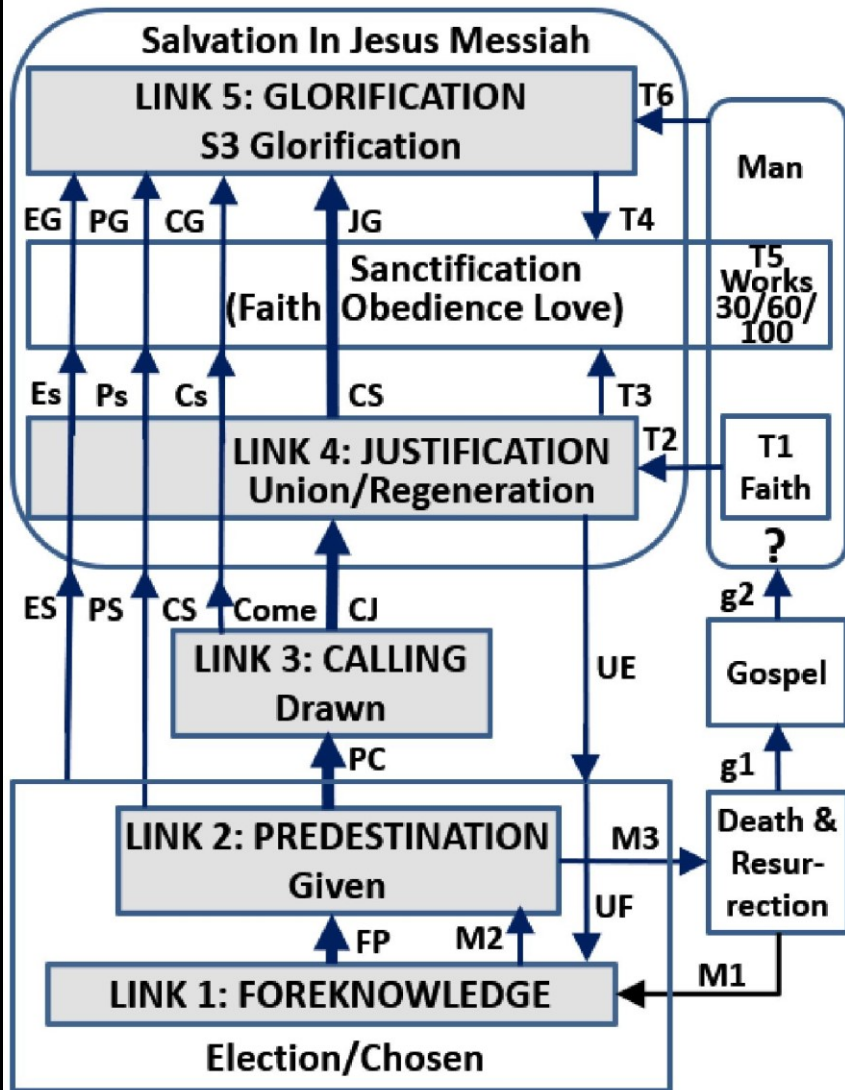 Salvation In Jesus Messiah
LINK 5: GLORIFICATION
S3 Glorification
T6
Man
EG
PG
CG
JG
T4
Sanctification
(Faith Obedience Love)
T5
Works
30/60/
100
Es
Ps
Cs
CS
T3
LINK 4: JUSTIFICATION
Union/Regeneration
T2
T1
Faith
?
ES
PS
CS
Come
CJ
g2
LINK 3: CALLING
Drawn
UE
Gospel
PC
g1
LINK 2: PREDESTINATION
Given
M3
Death &
Resur-
rection
FP
M2
UF
M1
LINK 1: FOREKNOWLEDGE
Election/Chosen